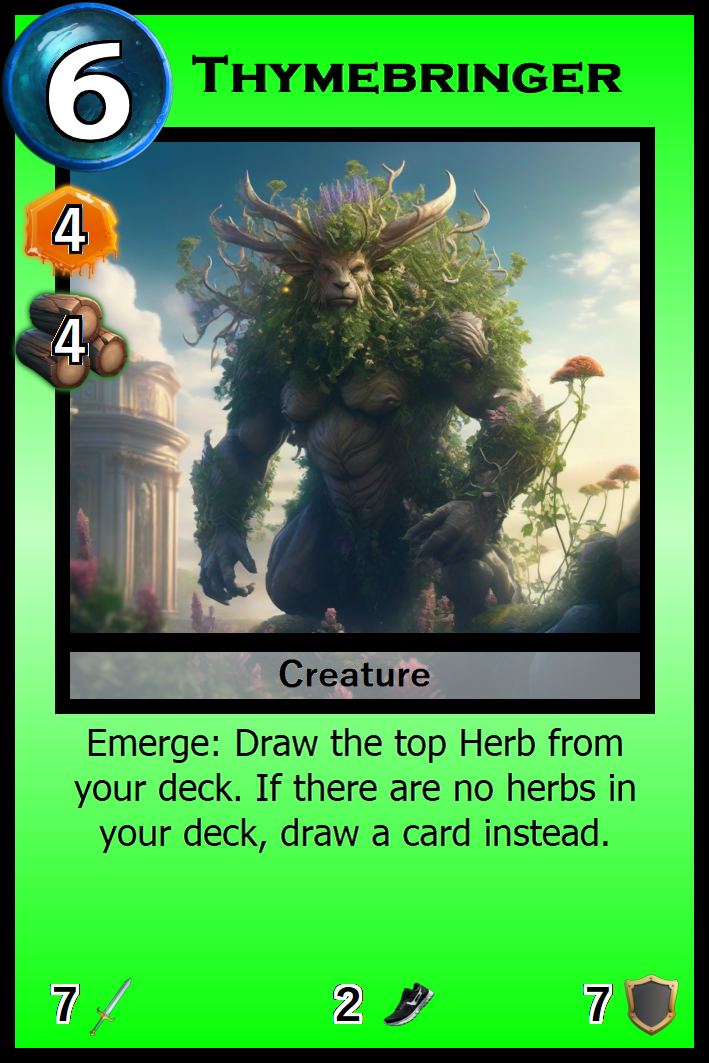 6
Thymebringer
4
4
Creature
Emerge: Draw the top Herb from
your deck. If there are no herbs in
your deck, draw a card instead.
7
2
7